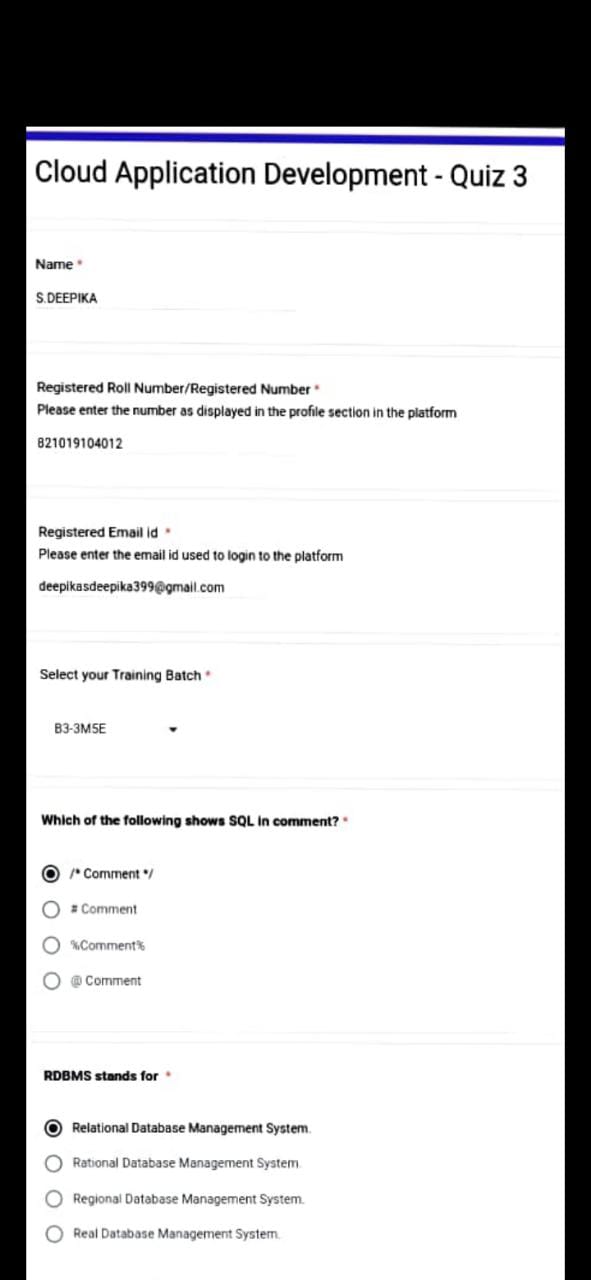 Cloud Application Development - Quiz 3
Name *
S.DEEPIKA
Registered Roll Number/Registered Number *
Please enter the number as displayed in the profile section in the platform
821019104012
Registered Email id *
Please enter the email id used to login to the platform
deepikasdeepika399@gmail.com
Select your Training Batch *
B3-3M5E
Which of the following shows SQL in comment? *
/* Comment */
# Comment
%Comment%
@ Comment
RDBMS stands for *
Relational Database Management System.
Rational Database Management System.
Regional Database Management System.
Real Database Management System.